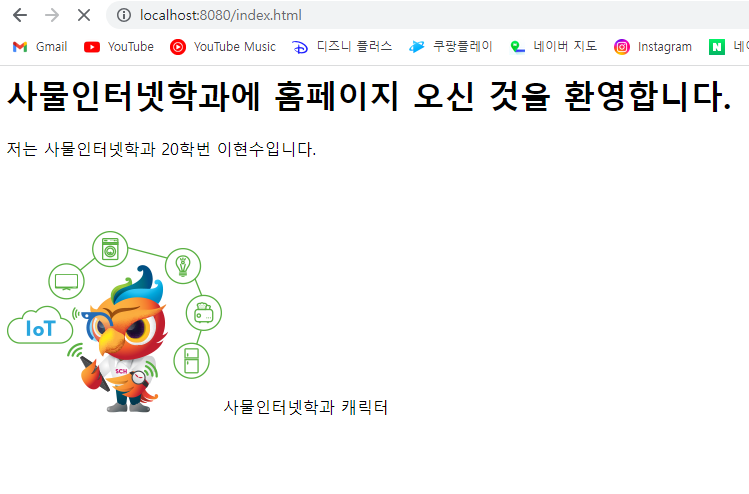 localhost:8080/index.html
Gmail YouTube YouTube Music 디즈니 플러스 쿠팡플레이 네이버 지도 Instagram
사물인터넷학과에 홈페이지 오신 것을 환영합니다.
저는 사물인터넷학과 20학번 이현수입니다.
IoT
SCH
사물인터넷학과 캐릭터